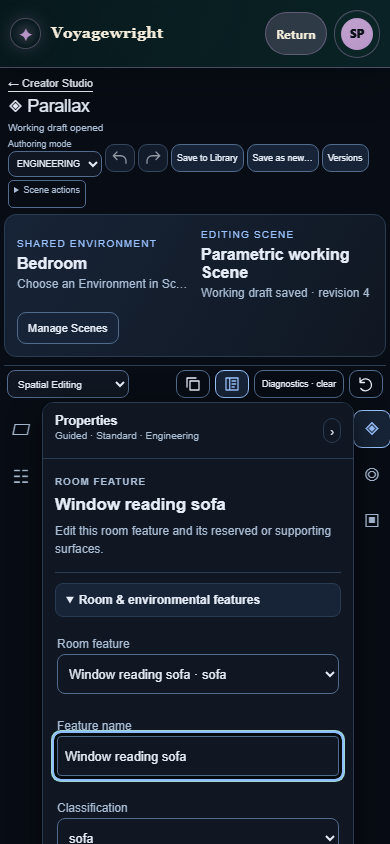 Voyagewright
Return
SP
← Creator Studio
Parallax
Working draft opened
Authoring mode
ENGINEERING
Save to Library
Save as new...
Versions
▶ Scene actions
SHARED ENVIRONMENT
Bedroom
Choose an Environment in Sc...
EDITING SCENE
Parametric working
Scene
Working draft saved · revision 4
Manage Scenes
Spatial Editing
Diagnostics · clear
Properties
Guided · Standard · Engineering
›
ROOM FEATURE
Window reading sofa
Edit this room feature and its reserved or supporting
surfaces.
▼ Room & environmental features
Room feature
Window reading sofa · sofa
Feature name
Window reading sofa
Classification
sofa